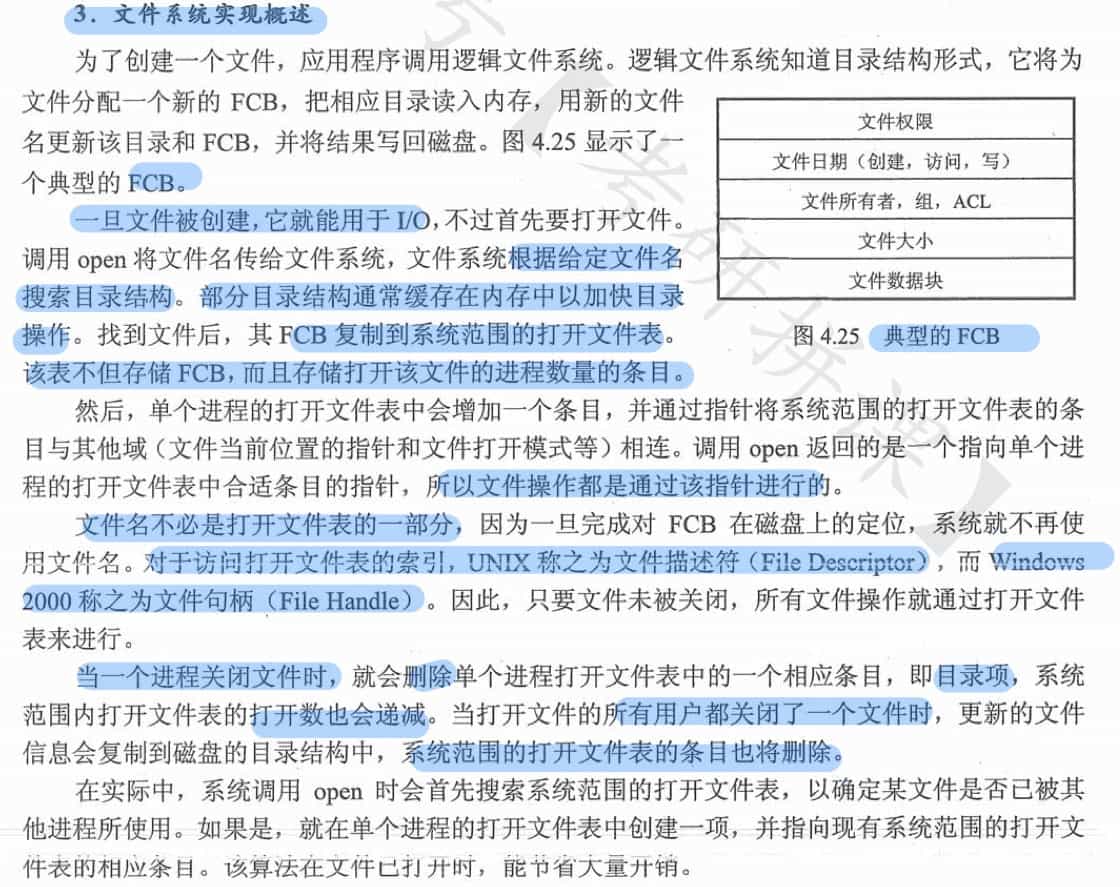 3．文件系统实现概述
为了创建一个文件，应用程序调用逻辑文件系统。逻辑文件系统知道目录结构形式，它将为
文件分配一个新的 FCB，把相应目录读入内存，用新的文件
名更新该目录和 FCB，并将结果写回磁盘。图 4.25 显示了一
个典型的 FCB。
一旦文件被创建，它就能用于 I/O，不过首先要打开文件。
调用 open 将文件名传给文件系统，文件系统根据给定文件名
搜索目录结构。部分目录结构通常缓存在内存中以加快目录
操作。找到文件后，其 FCB 复制到系统范围的打开文件表。
该表不但存储 FCB，而且存储打开该文件的进程数量的条目。
文件权限
文件日期（创建，访问，写）
文件所有者，组，ACL
文件大小
文件数据块
图 4.25 典型的 FCB
然后，单个进程的打开文件表中会增加一个条目，并通过指针将系统范围的打开文件表的条
目与其他域（文件当前位置的指针和文件打开模式等）相连。调用 open 返回的是一个指向单个进
程的打开文件表中合适条目的指针，所以文件操作都是通过该指针进行的。
文件名不必是打开文件表的一部分，因为一旦完成对 FCB 在磁盘上的定位，系统就不再使
用文件名。对于访问打开文件表的索引，UNIX 称之为文件描述符（File Descriptor），而 Windows
2000 称之为文件句柄（File Handle）。因此，只要文件未被关闭，所有文件操作就通过打开文件
表来进行。
当一个进程关闭文件时，就会删除单个进程打开文件表中的一个相应条目，即目录项，系统
范围内打开文件表的打开数也会递减。当打开文件的所有用户都关闭了一个文件时，更新的文件
信息会复制到磁盘的目录结构中，系统范围的打开文件表的条目也将删除。
在实际中，系统调用 open 时会首先搜索系统范围的打开文件表，以确定某文件是否已被其
他进程所使用。如果是，就在单个进程的打开文件表中创建一项，并指向现有系统范围的打开文
件表的相应条目。该算法在文件已打开时，能节省大量开销。
号【考研拼课】